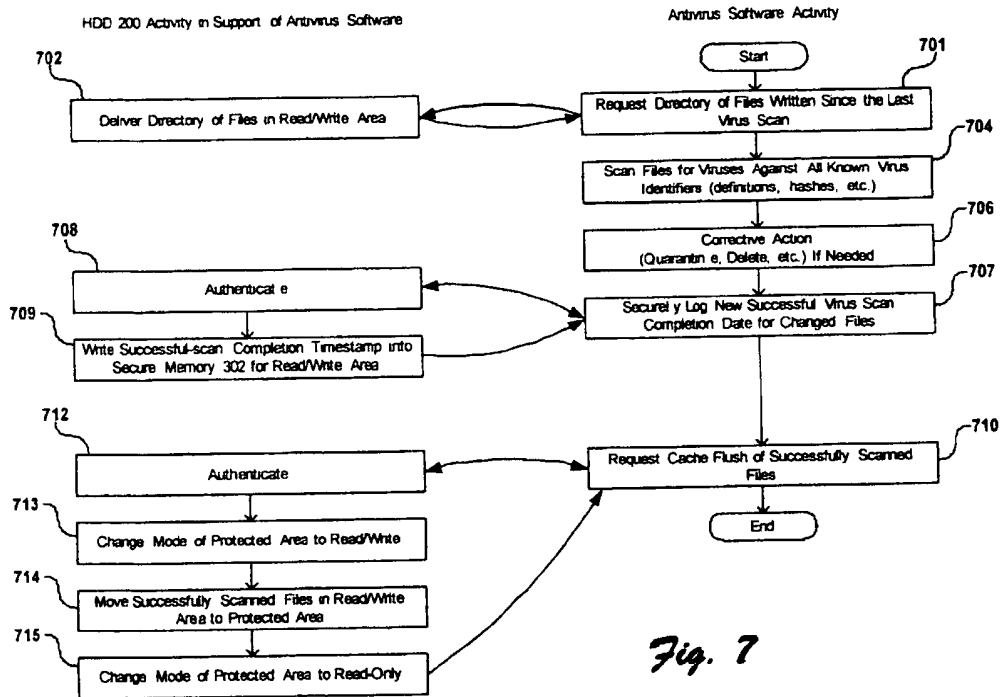 HDD 200 Activity in Support of Antivirus Software
Antivirus Software Activity
Start
702
701
Deliver Directory of Files in Read/Write Area
Request Directory of Files Written Since the Last
Virus Scan
704
Scan Files for Viruses Against All Known Virus
Identifiers (definitions, hashes, etc.)
706
Corrective Action
(Quarantine, Delete, etc.) If Needed
708
Authenticate
707
Securely Log New Successful Virus Scan
Completion Date for Changed Files
709
Write Successful-scan Completion Timestamp into
Secure Memory 302 for Read/Write Area
712
Authenticate
710
Request Cache Flush of Successfully Scanned
Files
End
713
Change Mode of Protected Area to Read/Write
714
Move Successfully Scanned Files in Read/Write
Area to Protected Area
715
Change Mode of Protected Area to Read-Only
Fig. 7